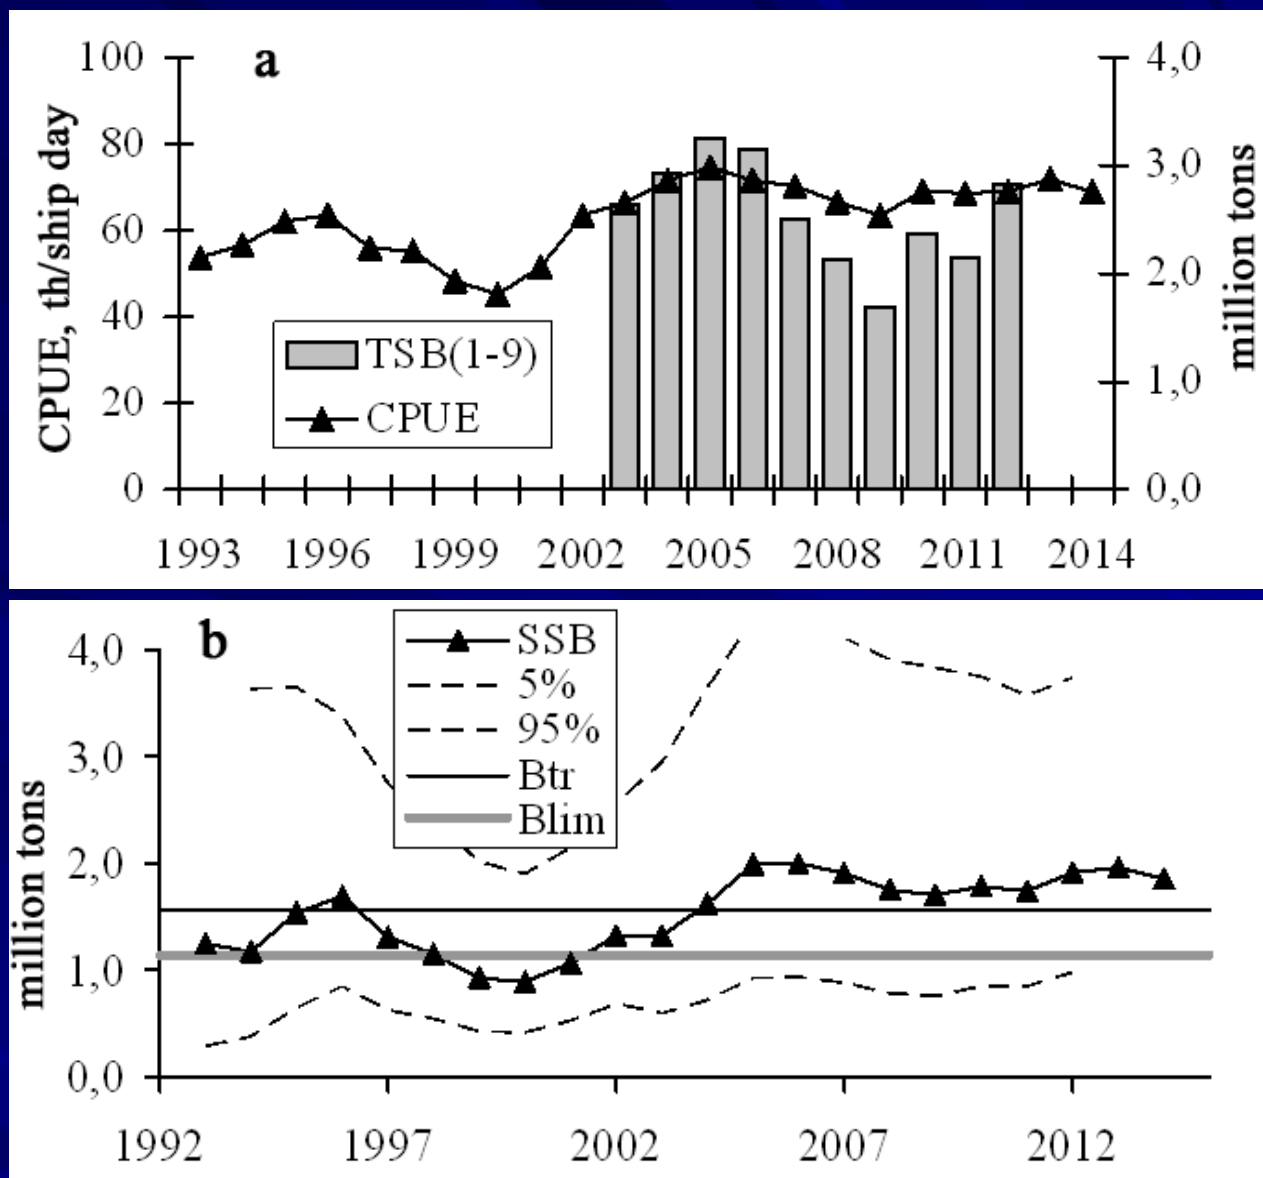 a
100
80
60
40
20
0
CPUE, th/ship day
4,0
3,0
2,0
1,0
0,0
million tons
TSB(1-9)
CPUE
1993 1996 1999 2002 2005 2008 2011 2014
b
4,0
3,0
2,0
1,0
0,0
million tons
SSB
5%
95%
Btr
Blim
1992 1997 2002 2007 2012